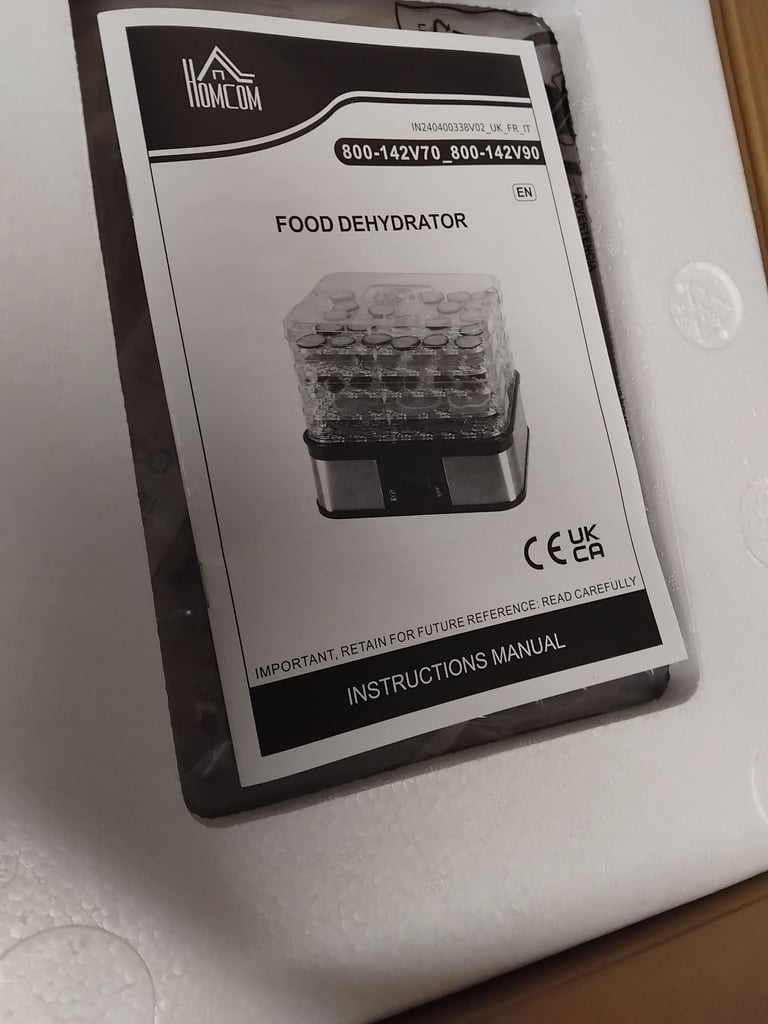 HOMCOM
IN240400338V02_UK_FR_IT
800-142V70_800-142V90
EN
FOOD DEHYDRATOR
ADVERTENCIA
CE UK
CA
IMPORTANT, RETAIN FOR FUTURE REFERENCE: READ CAREFULLY
INSTRUCTIONS MANUAL